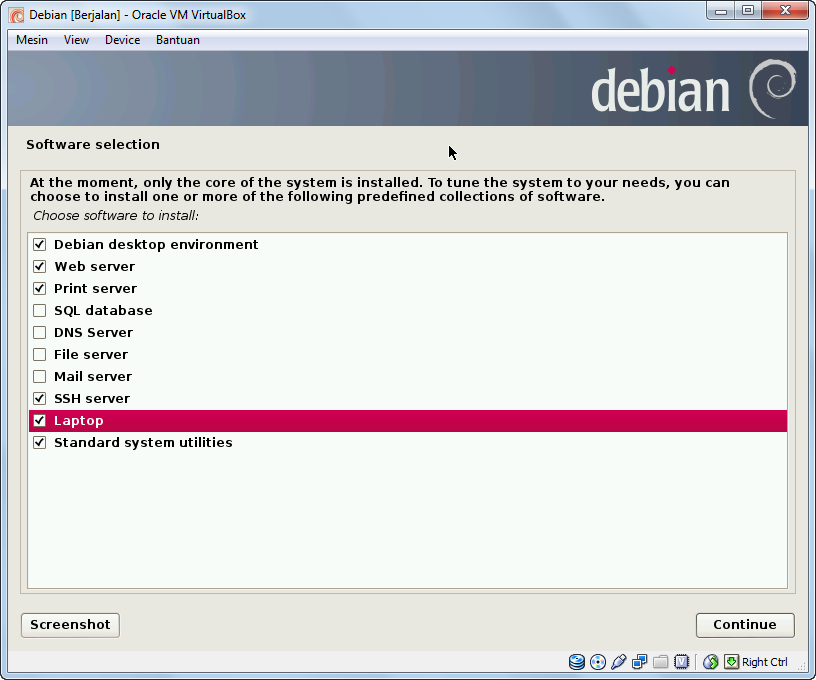 Debian [Berjalan] - Oracle VM VirtualBox
Mesin View Device Bantuan
debian
Software selection
At the moment, only the core of the system is installed. To tune the system to your needs, you can
choose to install one or more of the following predefined collections of software.
Choose software to install:
Debian desktop environment
Web server
Print server
SQL database
DNS Server
File server
Mail server
SSH server
Laptop
Standard system utilities
Screenshot Continue
Right Ctrl